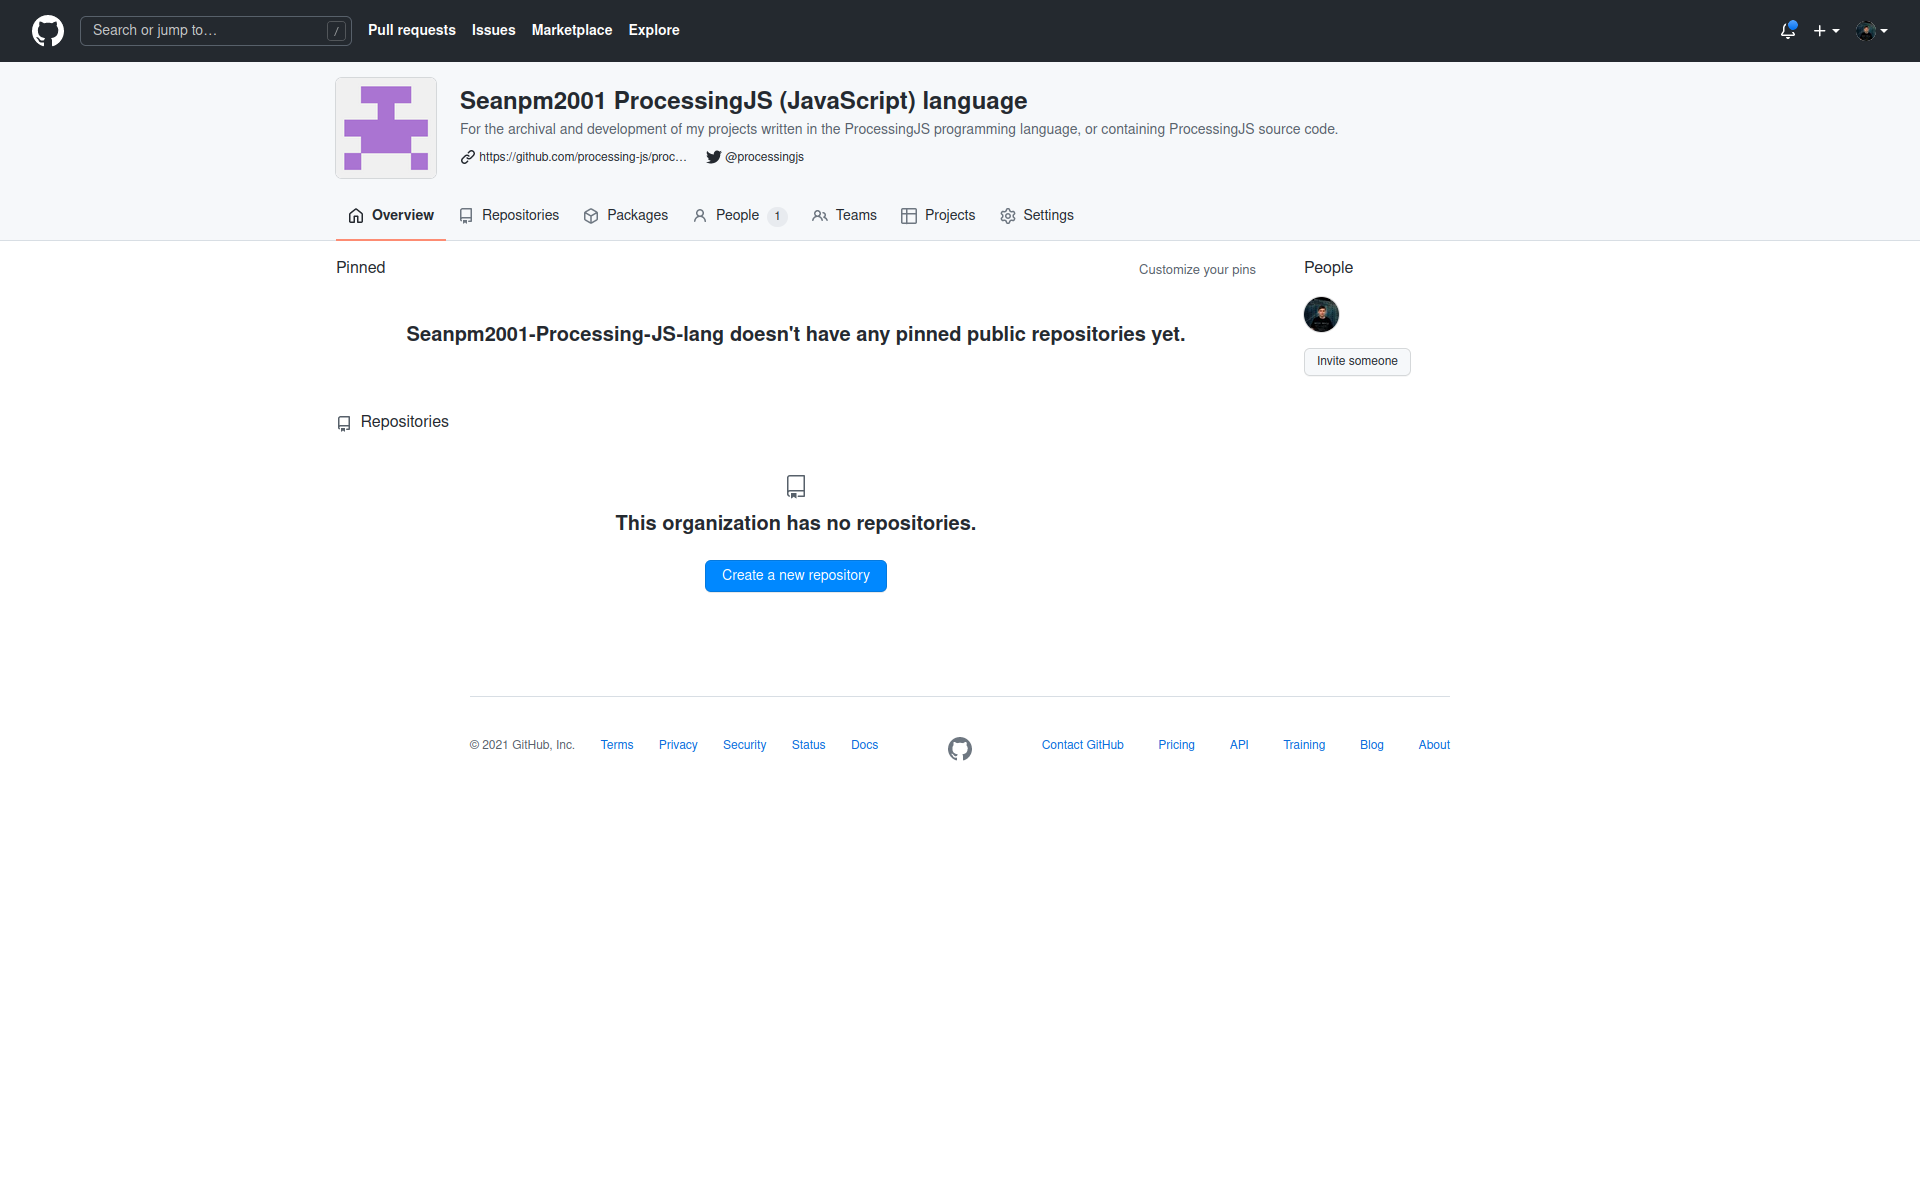 Search or jump to…
/
Pull requests
Issues
Marketplace
Explore
Seanpm2001 ProcessingJS (JavaScript) language
For the archival and development of my projects written in the ProcessingJS programming language, or containing ProcessingJS source code.
https://github.com/processing-js/proc…
@processingjs
Overview
Repositories
Packages
People 1
Teams
Projects
Settings
Pinned
Customize your pins
Seanpm2001-Processing-JS-lang doesn't have any pinned public repositories yet.
People
Invite someone
Repositories
This organization has no repositories.
Create a new repository
© 2021 GitHub, Inc.
Terms
Privacy
Security
Status
Docs
Contact GitHub
Pricing
API
Training
Blog
About